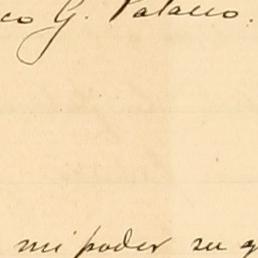 co G. Palacio.
mi poder su g